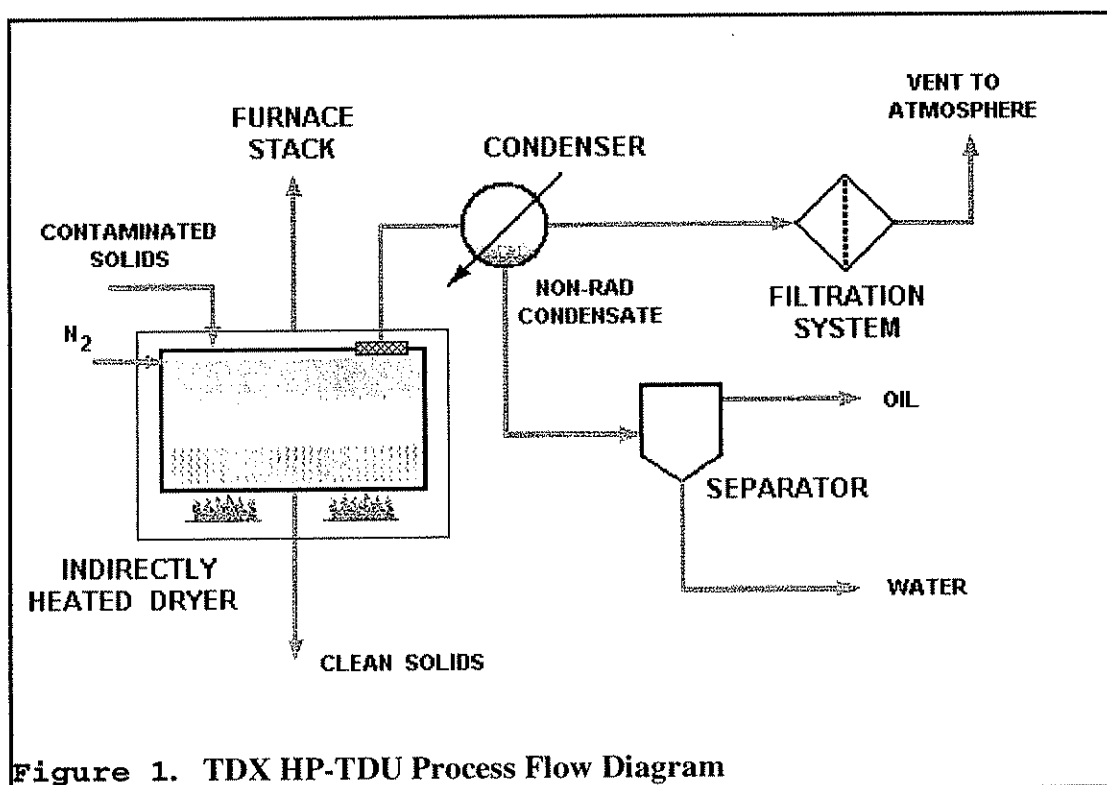 VENT TO
ATMOSPHERE
FURNACE
STACK
CONDENSER
CONTAMINATED
SOLIDS
N2
NON-RAD
CONDENSATE
FILTRATION
SYSTEM
OIL
SEPARATOR
INDIRECTLY
HEATED DRYER
WATER
CLEAN SOLIDS
Figure 1. TDX HP-TDU Process Flow Diagram